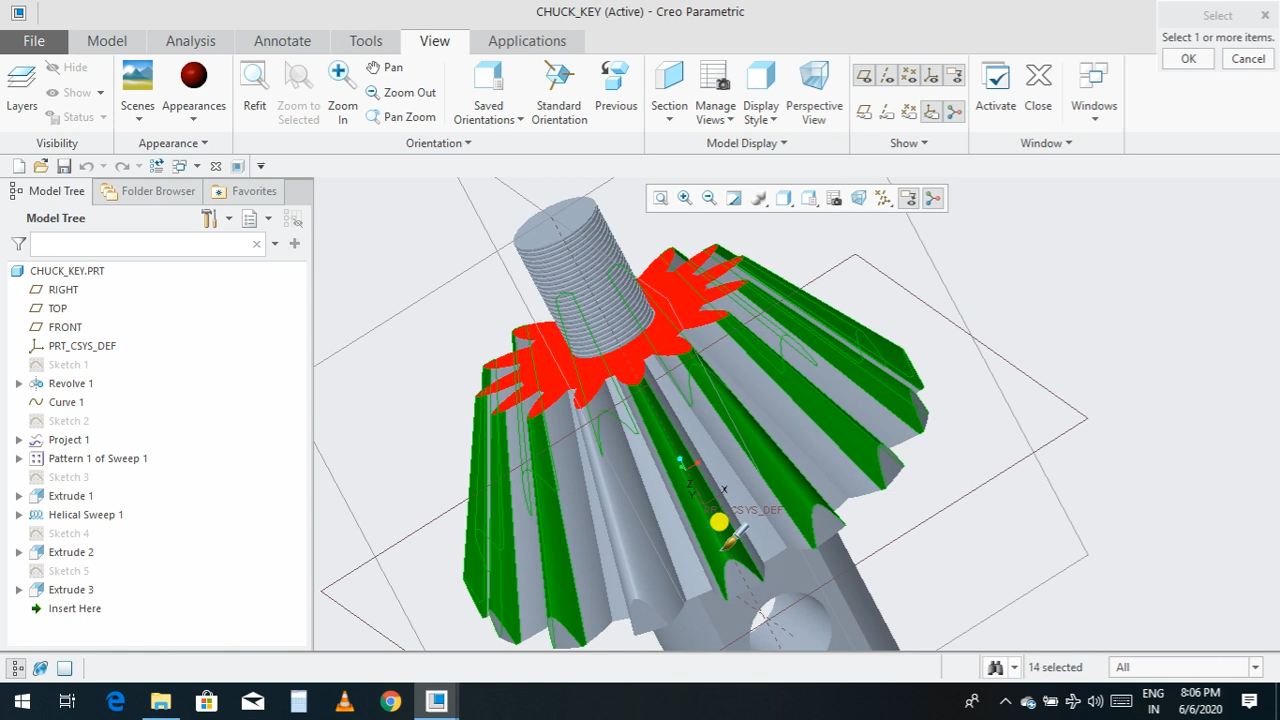 CHUCK_KEY (Active) - Creo Parametric
Select
File
Model
Analysis
Annotate
Tools
View
Applications
Select 1 or more items.
OK
Cancel
Layers
Hide
Show
Status
Scenes
Appearances
Refit
Zoom to Selected
Zoom In
Pan
Zoom Out
Pan Zoom
Saved Orientations
Standard Orientation
Previous
Section
Manage Views
Display Style
Perspective View
Activate
Close
Windows
Visibility
Appearance
Orientation
Model Display
Show
Window
Model Tree
Folder Browser
Favorites
Model Tree
CHUCK_KEY.PRT
RIGHT
TOP
FRONT
PRT_CSYS_DEF
Sketch 1
Revolve 1
Curve 1
Sketch 2
Project 1
Pattern 1 of Sweep 1
Sketch 3
Extrude 1
Helical Sweep 1
Sketch 4
Extrude 2
Sketch 5
Extrude 3
Insert Here
Z
X
Y
14 selected
All
ENG
IN
8:06 PM
6/6/2020